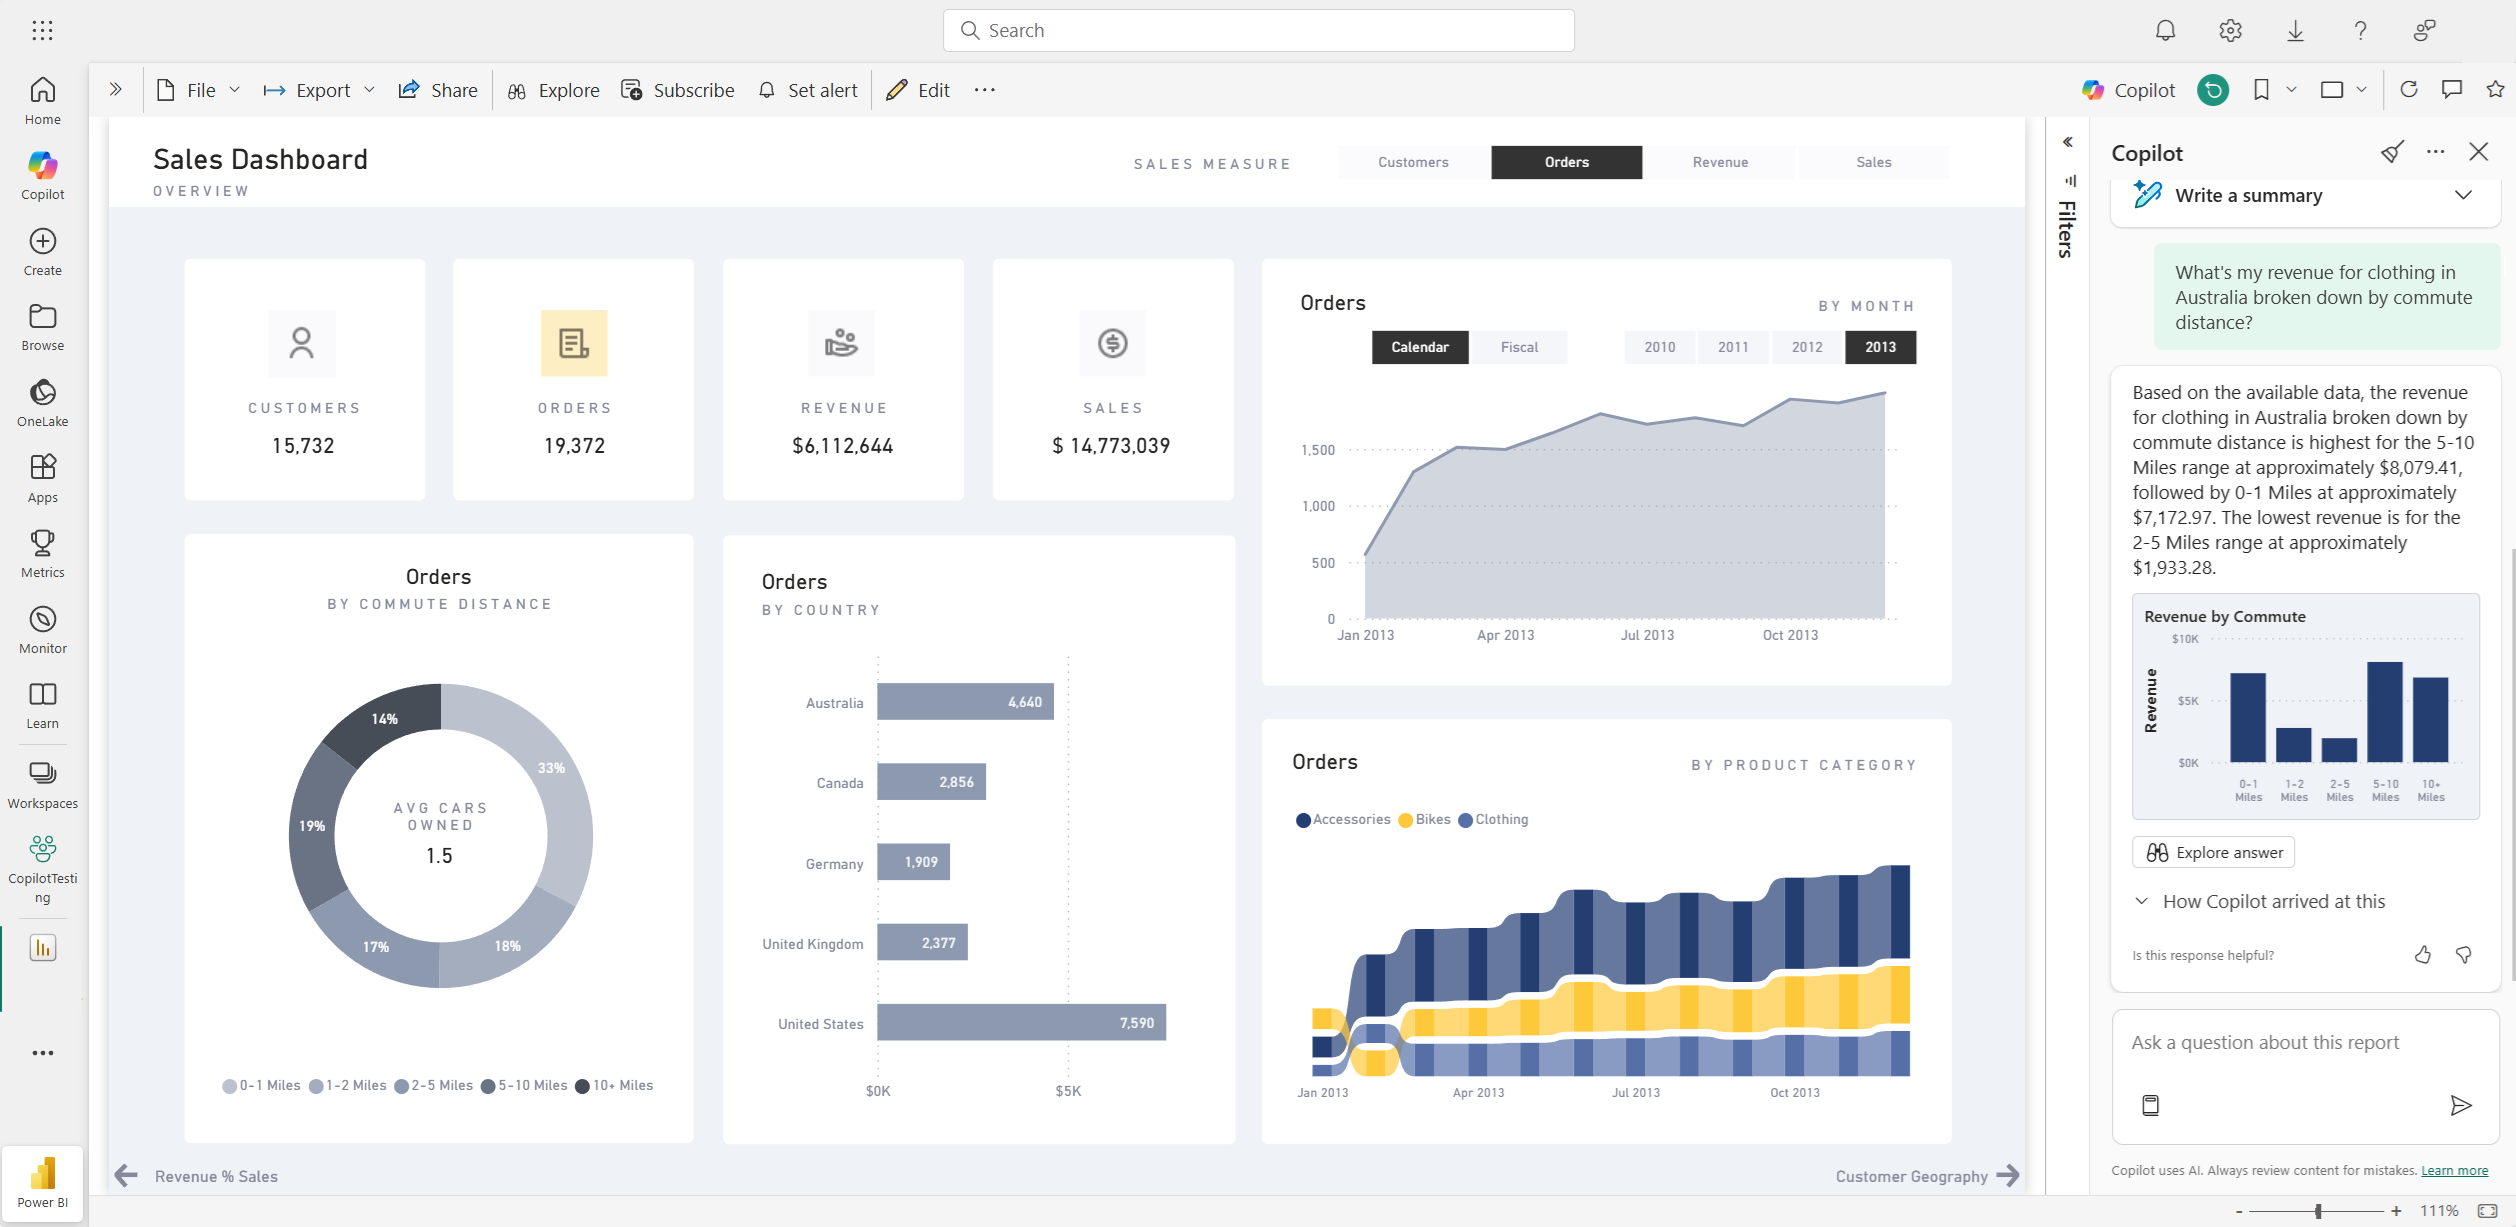 Search
File
Export
Share
Explore
Subscribe
Set alert
Edit
Copilot
Home
Copilot
Create
Browse
OneLake
Apps
Metrics
Monitor
Learn
Workspaces
CopilotTesti
ng
Power BI
Sales Dashboard
OVERVIEW
SALES MEASURE
Customers
Orders
Revenue
Sales
CUSTOMERS
15,732
ORDERS
19,372
REVENUE
$6,112,644
SALES
$ 14,773,039
Orders
BY MONTH
Calendar
Fiscal
2010
2011
2012
2013
1,500
1,000
500
0
Jan 2013
Apr 2013
Jul 2013
Oct 2013
Orders
BY COMMUTE DISTANCE
14%
33%
19%
17%
18%
AVG CARS
OWNED
1.5
0-1 Miles
1-2 Miles
2-5 Miles
5-10 Miles
10+ Miles
Orders
BY COUNTRY
Australia
4,640
Canada
2,856
Germany
1,909
United Kingdom
2,377
United States
7,590
$0K
$5K
Orders
BY PRODUCT CATEGORY
Accessories
Bikes
Clothing
Jan 2013
Apr 2013
Jul 2013
Oct 2013
Revenue % Sales
Customer Geography
Filters
Copilot
Write a summary
What's my revenue for clothing in
Australia broken down by commute
distance?
Based on the available data, the revenue
for clothing in Australia broken down by
commute distance is highest for the 5-10
Miles range at approximately $8,079.41,
followed by 0-1 Miles at approximately
$7,172.97. The lowest revenue is for the
2-5 Miles range at approximately
$1,933.28.
Revenue by Commute
$10K
$5K
$0K
Revenue
0-1
Miles
1-2
Miles
2-5
Miles
5-10
Miles
10+
Miles
Explore answer
How Copilot arrived at this
Is this response helpful?
Ask a question about this report
Copilot uses AI. Always review content for mistakes. Learn more
- + 111%